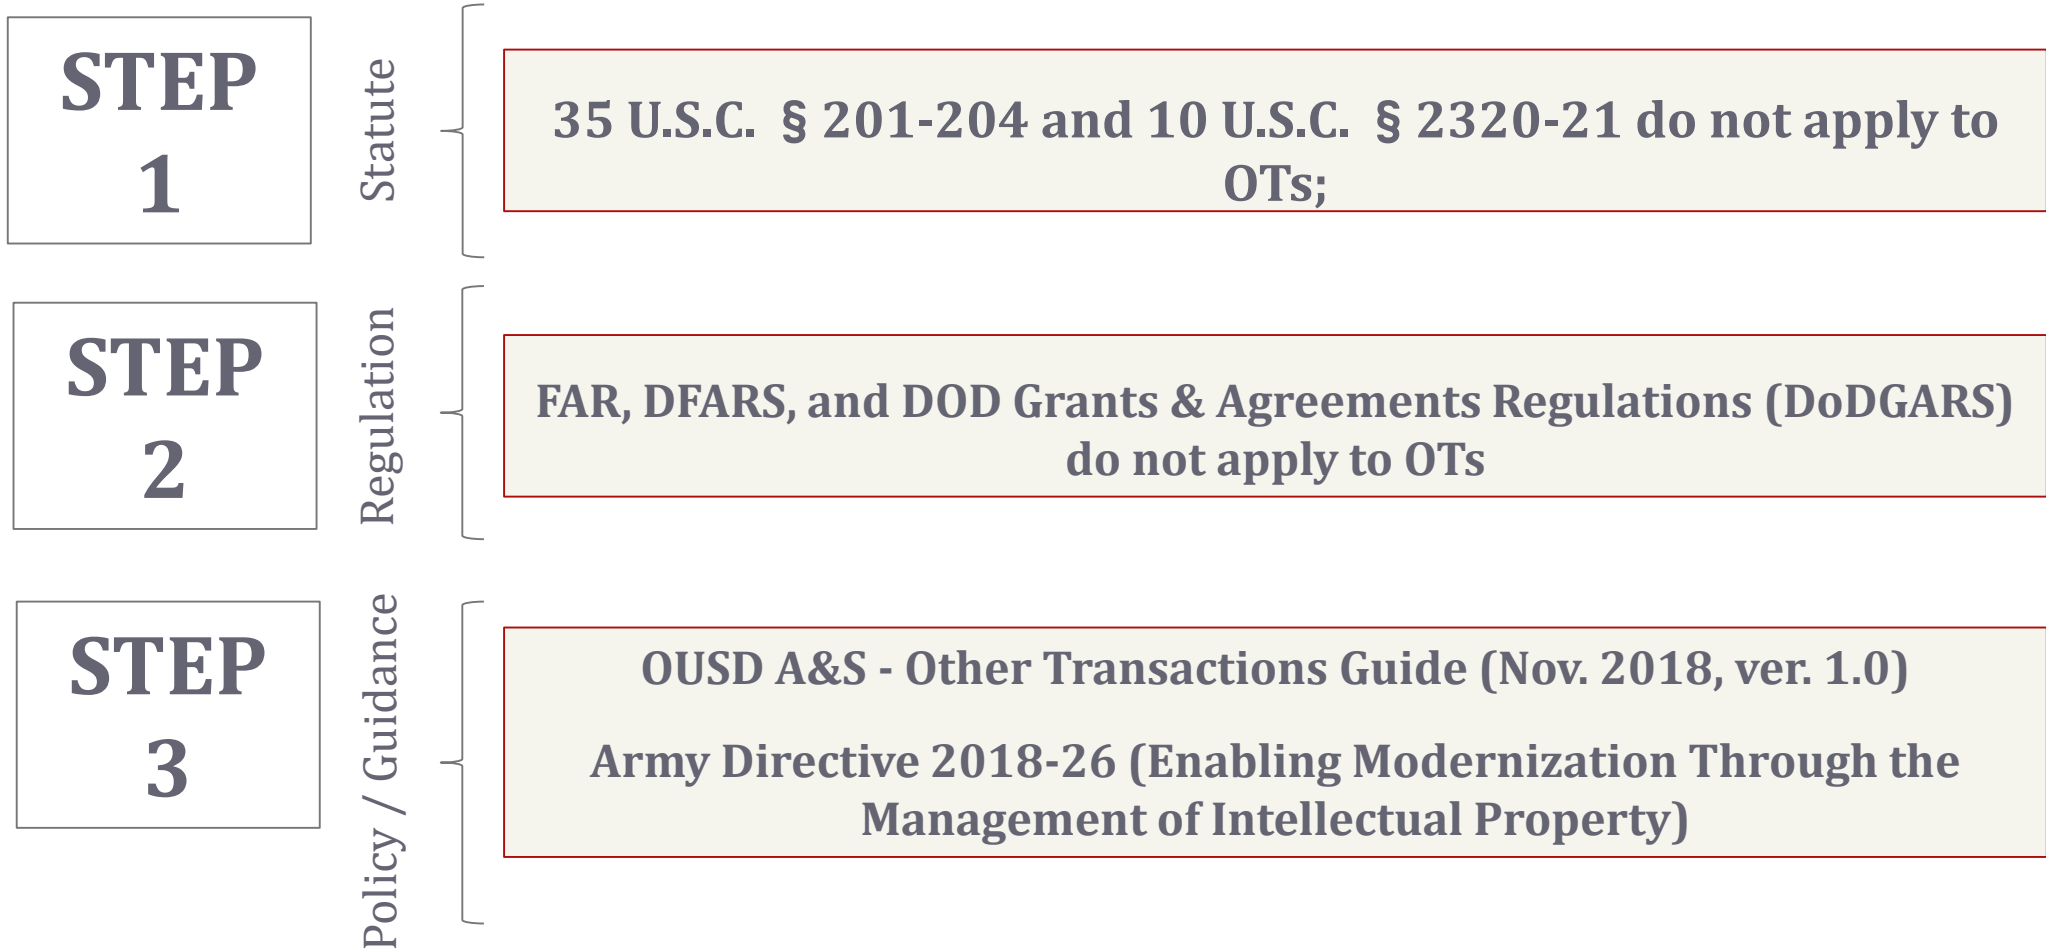 STEP
1
Statute
35 U.S.C.  § 201-204 and 10 U.S.C.  § 2320-21 do not apply to
OTs;
STEP
2
Regulation
FAR, DFARS, and DOD Grants & Agreements Regulations (DoDGARS)
do not apply to OTs
STEP
3
Policy / Guidance
OUSD A&S - Other Transactions Guide (Nov. 2018, ver. 1.0)
Army Directive 2018-26 (Enabling Modernization Through the
Management of Intellectual Property)